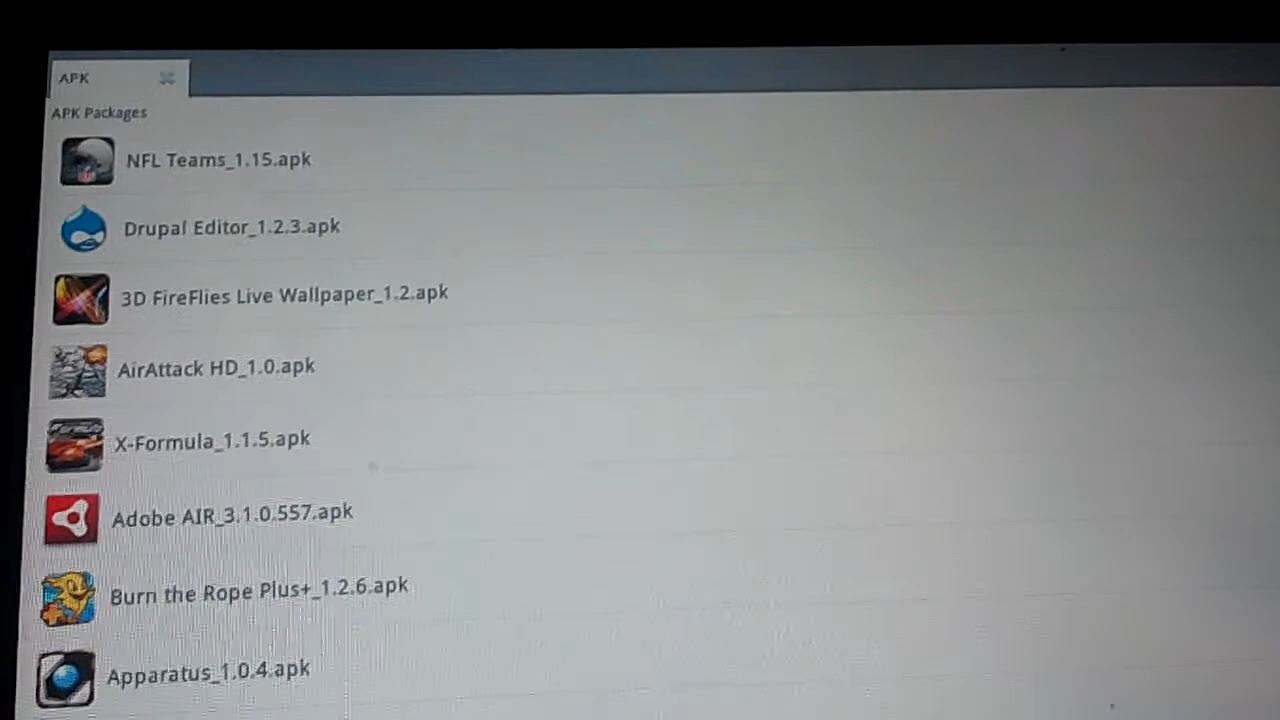 APK
APK Packages
NFL Teams_1.15.apk
Drupal Editor_1.2.3.apk
3D FireFlies Live Wallpaper_1.2.apk
AirAttack HD_1.0.apk
X-Formula_1.1.5.apk
Adobe AIR_3.1.0.557.apk
Burn the Rope Plus+_1.2.6.apk
Apparatus_1.0.4.apk